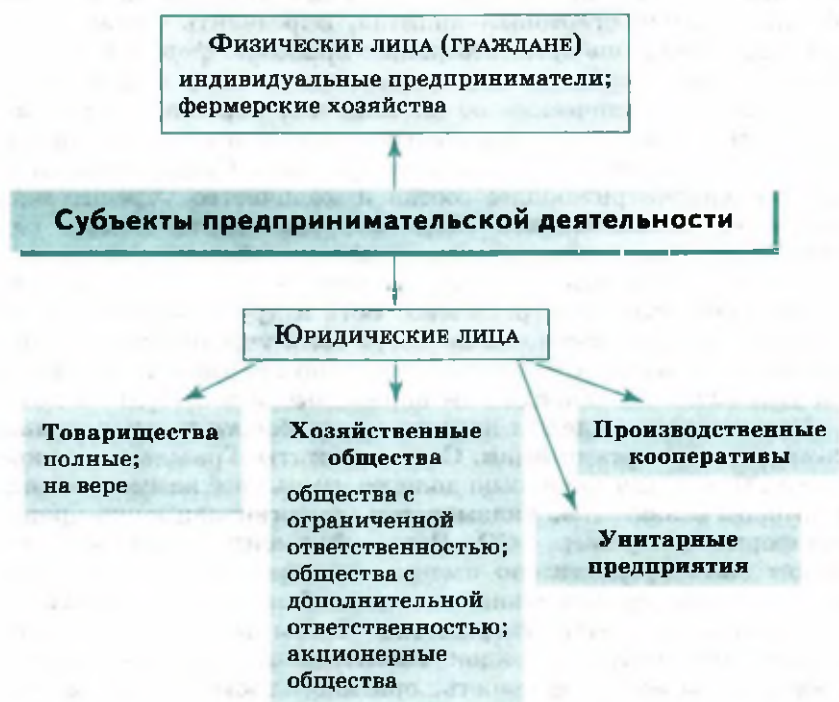 Физические лица (граждане)
индивидуальные предприниматели;
фермерские хозяйства
Субъекты предпринимательской деятельности
Юридические лица
Товарищества
полные;
на вере
Хозяйственные
общества
общества с
ограниченной
ответственностью;
общества с
дополнительной
ответственностью;
акционерные
общества
Производственные
кооперативы
Унитарные
предприятия